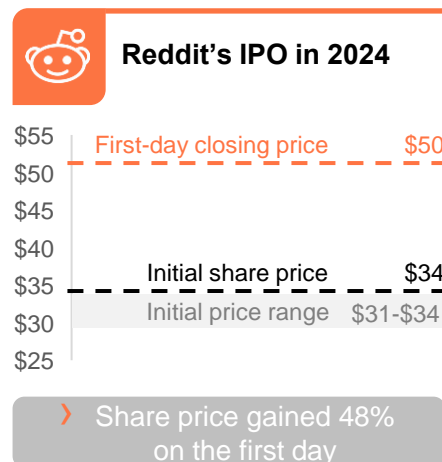 Reddit's IPO in 2024
$55
First-day closing price $50
$50
$45
$40
Initial share price $34
$35
Initial price range $31-$34
$30
$25
› Share price gained 48%
on the first day